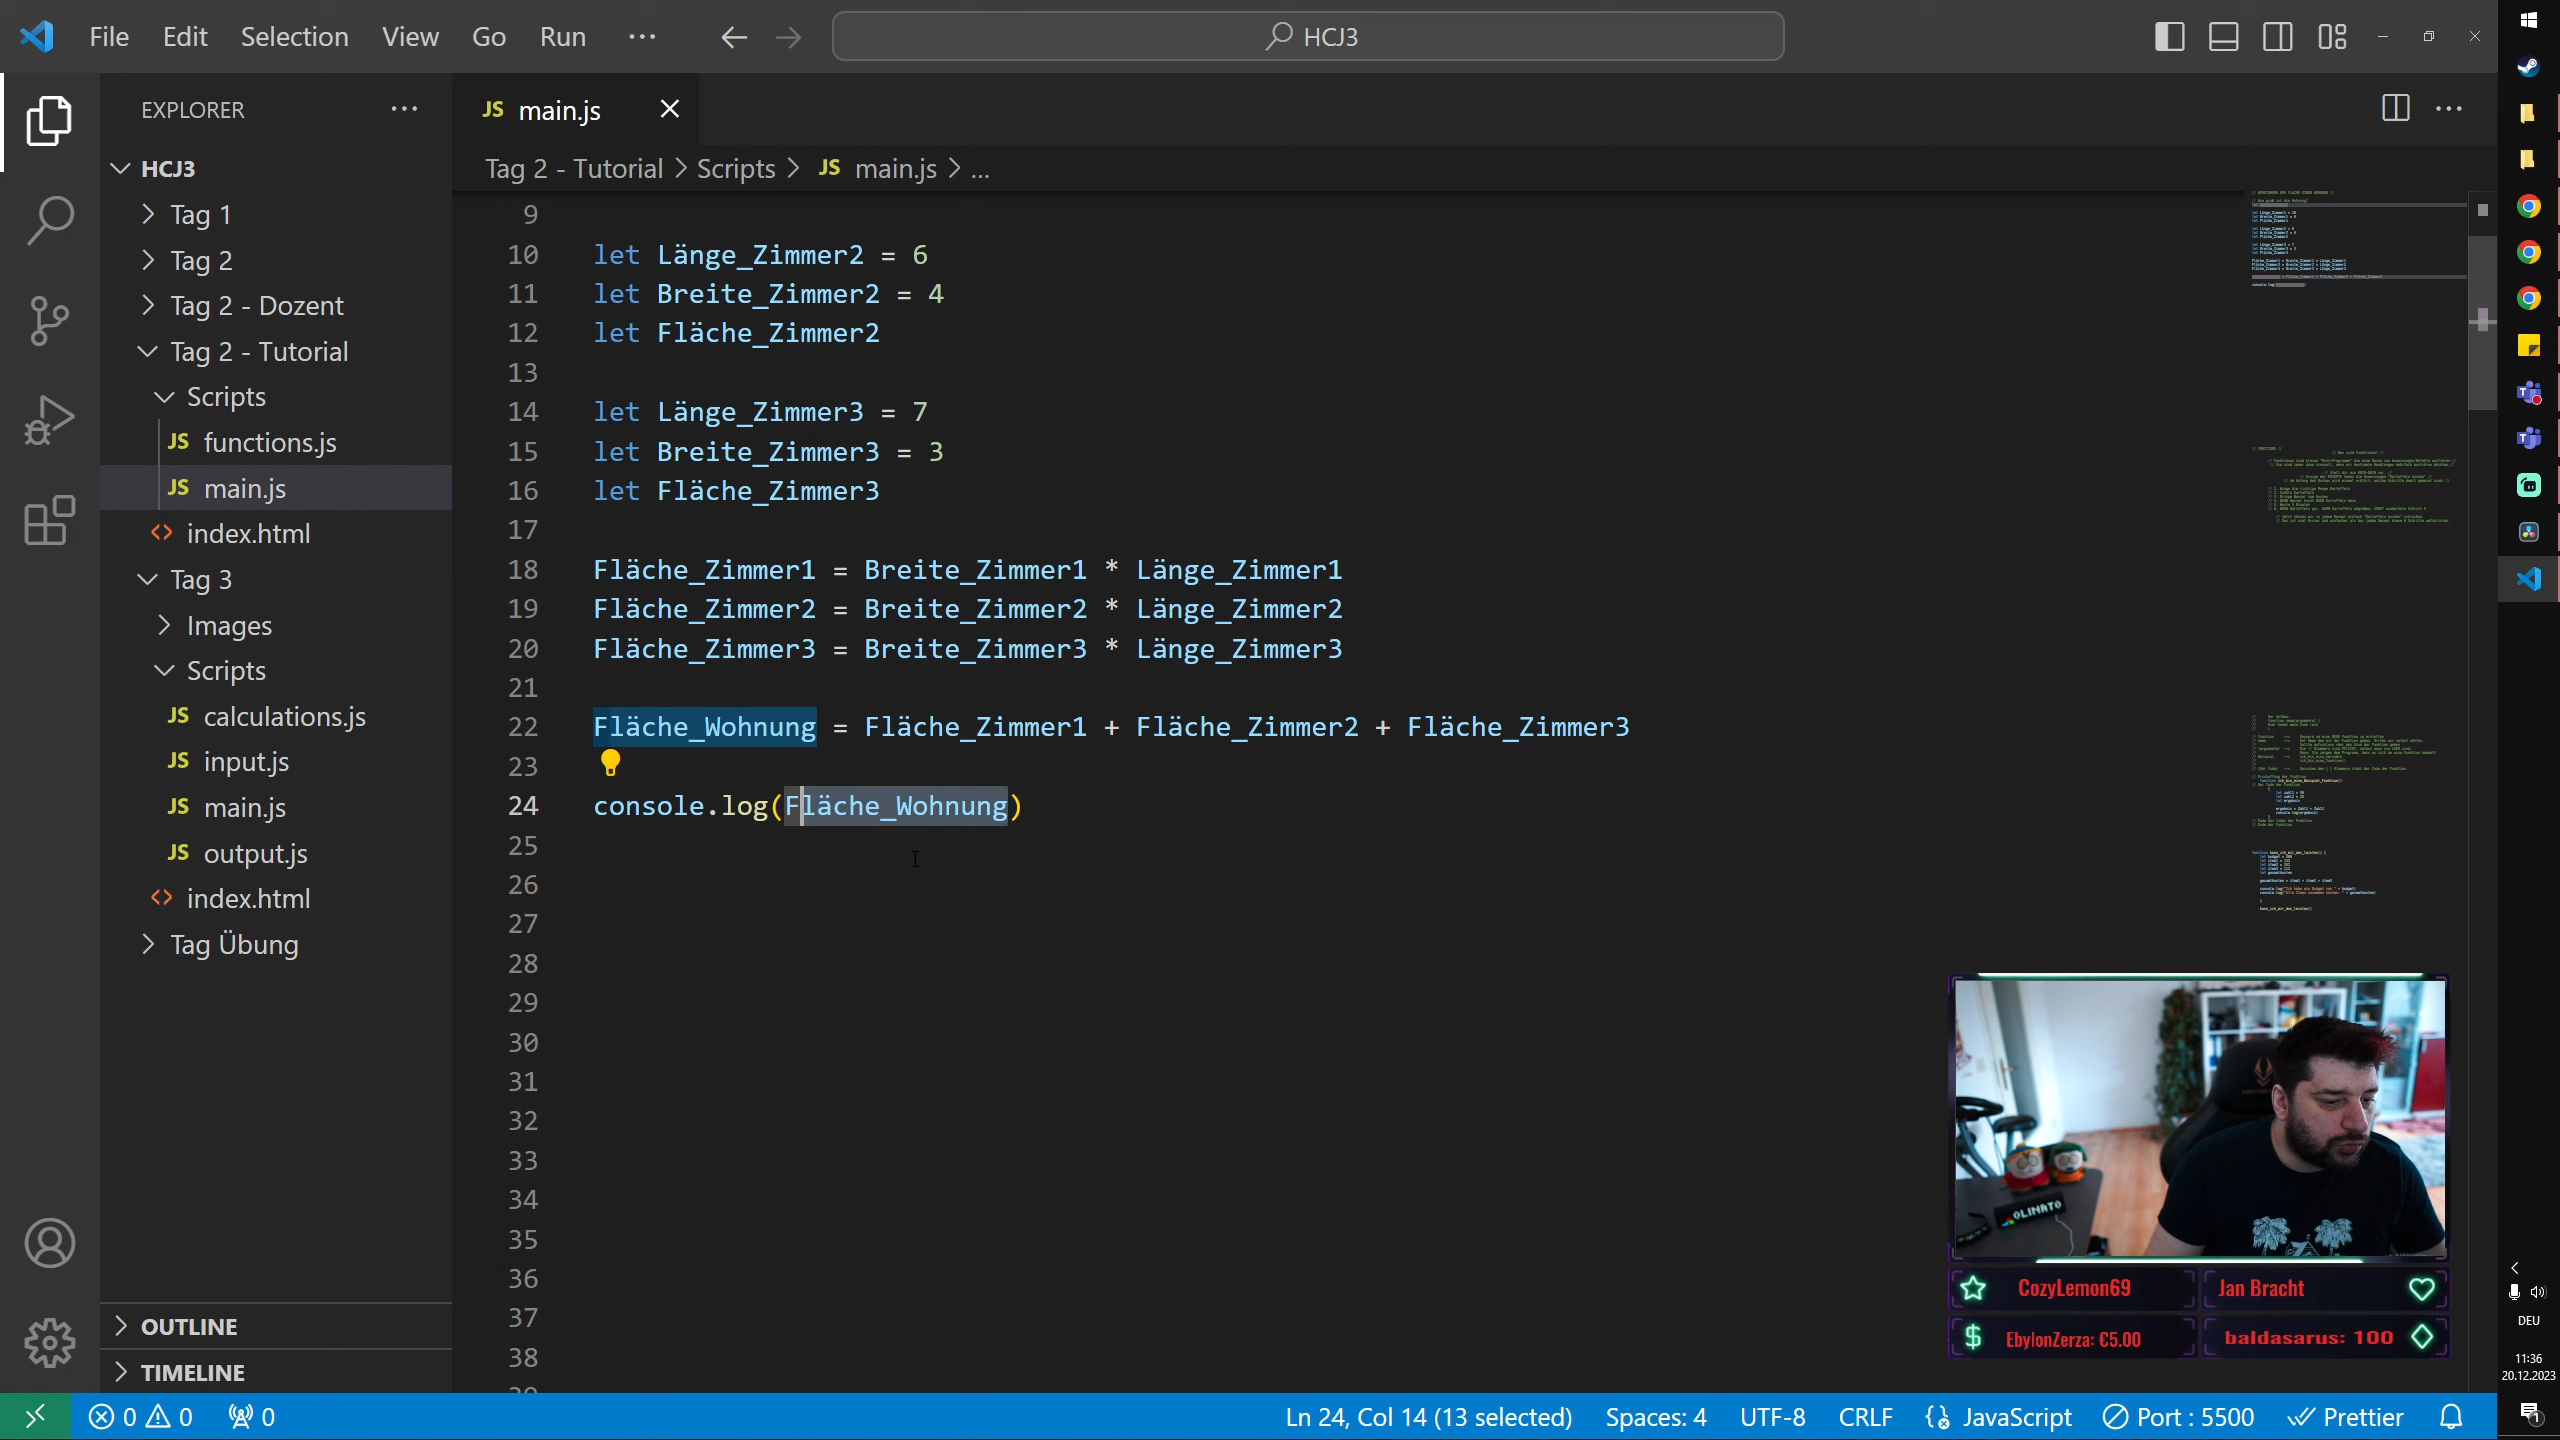 File Edit Selection View Go Run ...
HCJ3
EXPLORER ...
HCJ3
Tag 1
Tag 2
Tag 2 - Dozent
Tag 2 - Tutorial
Scripts
JS functions.js
JS main.js
<> index.html
Tag 3
Images
Scripts
JS calculations.js
JS input.js
JS main.js
JS output.js
<> index.html
Tag Übung
OUTLINE
TIMELINE
JS main.js
Tag 2 - Tutorial > Scripts > JS main.js > ...
9
10 let Länge_Zimmer2 = 6
11 let Breite_Zimmer2 = 4
12 let Fläche_Zimmer2
13
14 let Länge_Zimmer3 = 7
15 let Breite_Zimmer3 = 3
16 let Fläche_Zimmer3
17
18 Fläche_Zimmer1 = Breite_Zimmer1 * Länge_Zimmer1
19 Fläche_Zimmer2 = Breite_Zimmer2 * Länge_Zimmer2
20 Fläche_Zimmer3 = Breite_Zimmer3 * Länge_Zimmer3
21
22 Fläche_Wohnung = Fläche_Zimmer1 + Fläche_Zimmer2 + Fläche_Zimmer3
23
24 console.log(Fläche_Wohnung)
25
26
27
28
29
30
31
32
33
34
35
36
37
38
OLINATO
CozyLemon69
Jan Bracht
EbylonZerza: €5.00
baldasarus: 100
DEU
11:36
20.12.2023
0 0 0
Ln 24, Col 14 (13 selected) Spaces: 4 UTF-8 CRLF JavaScript Port : 5500 Prettier